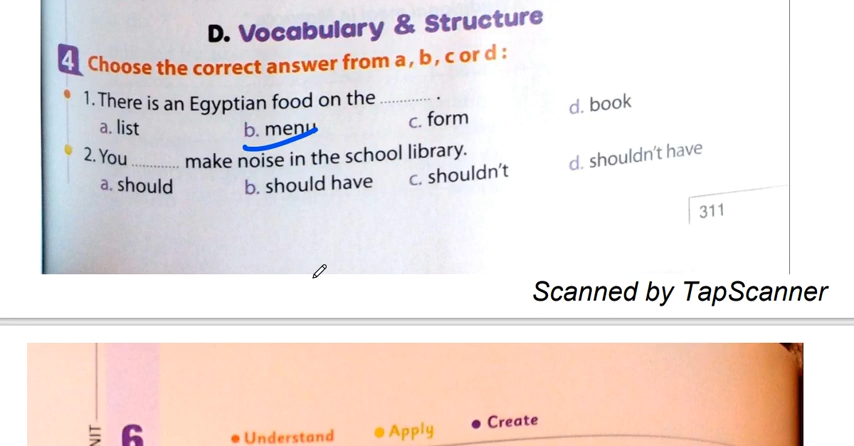 D. Vocabulary & Structure
4 Choose the correct answer from a, b, c or d :
1. There is an Egyptian food on the ............ .
a. list b. menu c. form d. book
2. You ............ make noise in the school library.
a. should b. should have c. shouldn't d. shouldn't have
311
Scanned by TapScanner
NIT
6
• Understand • Apply • Create